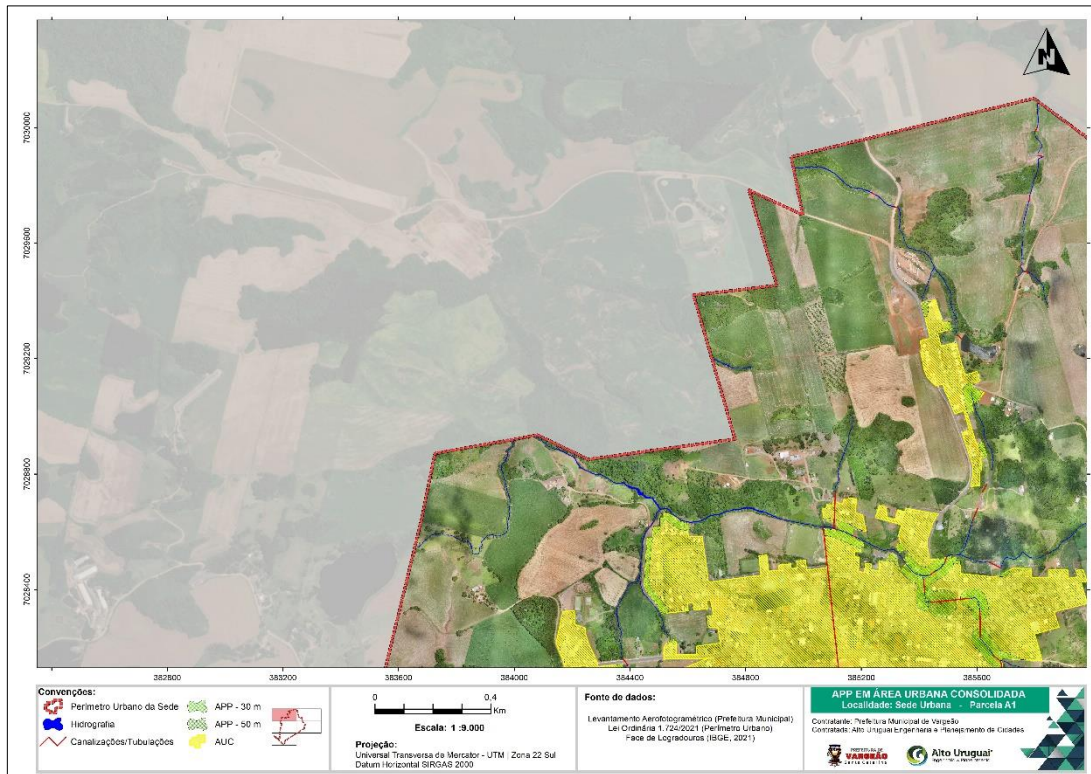 N
7030000
7029600
7029200
7028800
7028400
382800
383200
383600
384000
384400
384800
385200
385600
Convenções:
Perímetro Urbano da Sede
Hidrografia
Canalizações/Tubulações
APP - 30 m
APP - 50 m
AUC
0 0,4
Km
Escala: 1 :9.000
Projeção:
Universal Transversa de Mercator - UTM | Zona 22 Sul
Datum Horizontal SIRGAS 2000
Fonte do dados:
Levantamento Aerofotogramétrico (Prefeitura Municipal)
Lei Ordinária 1.724/2021 (Perímetro Urbano)
Face de Logradouros (IBGE, 2021)
APP EM ÁREA URBANA CONSOLIDADA
Localidade: Sede Urbana - Parcela A1
Contratante: Prefeitura Municipal de Vargeão
Contratada: Alto Uruguai Engenharia e Planejamento de Cidades
PREFEITURA DE
VARGEÃO
SANTA CATARINA
Alto Uruguai